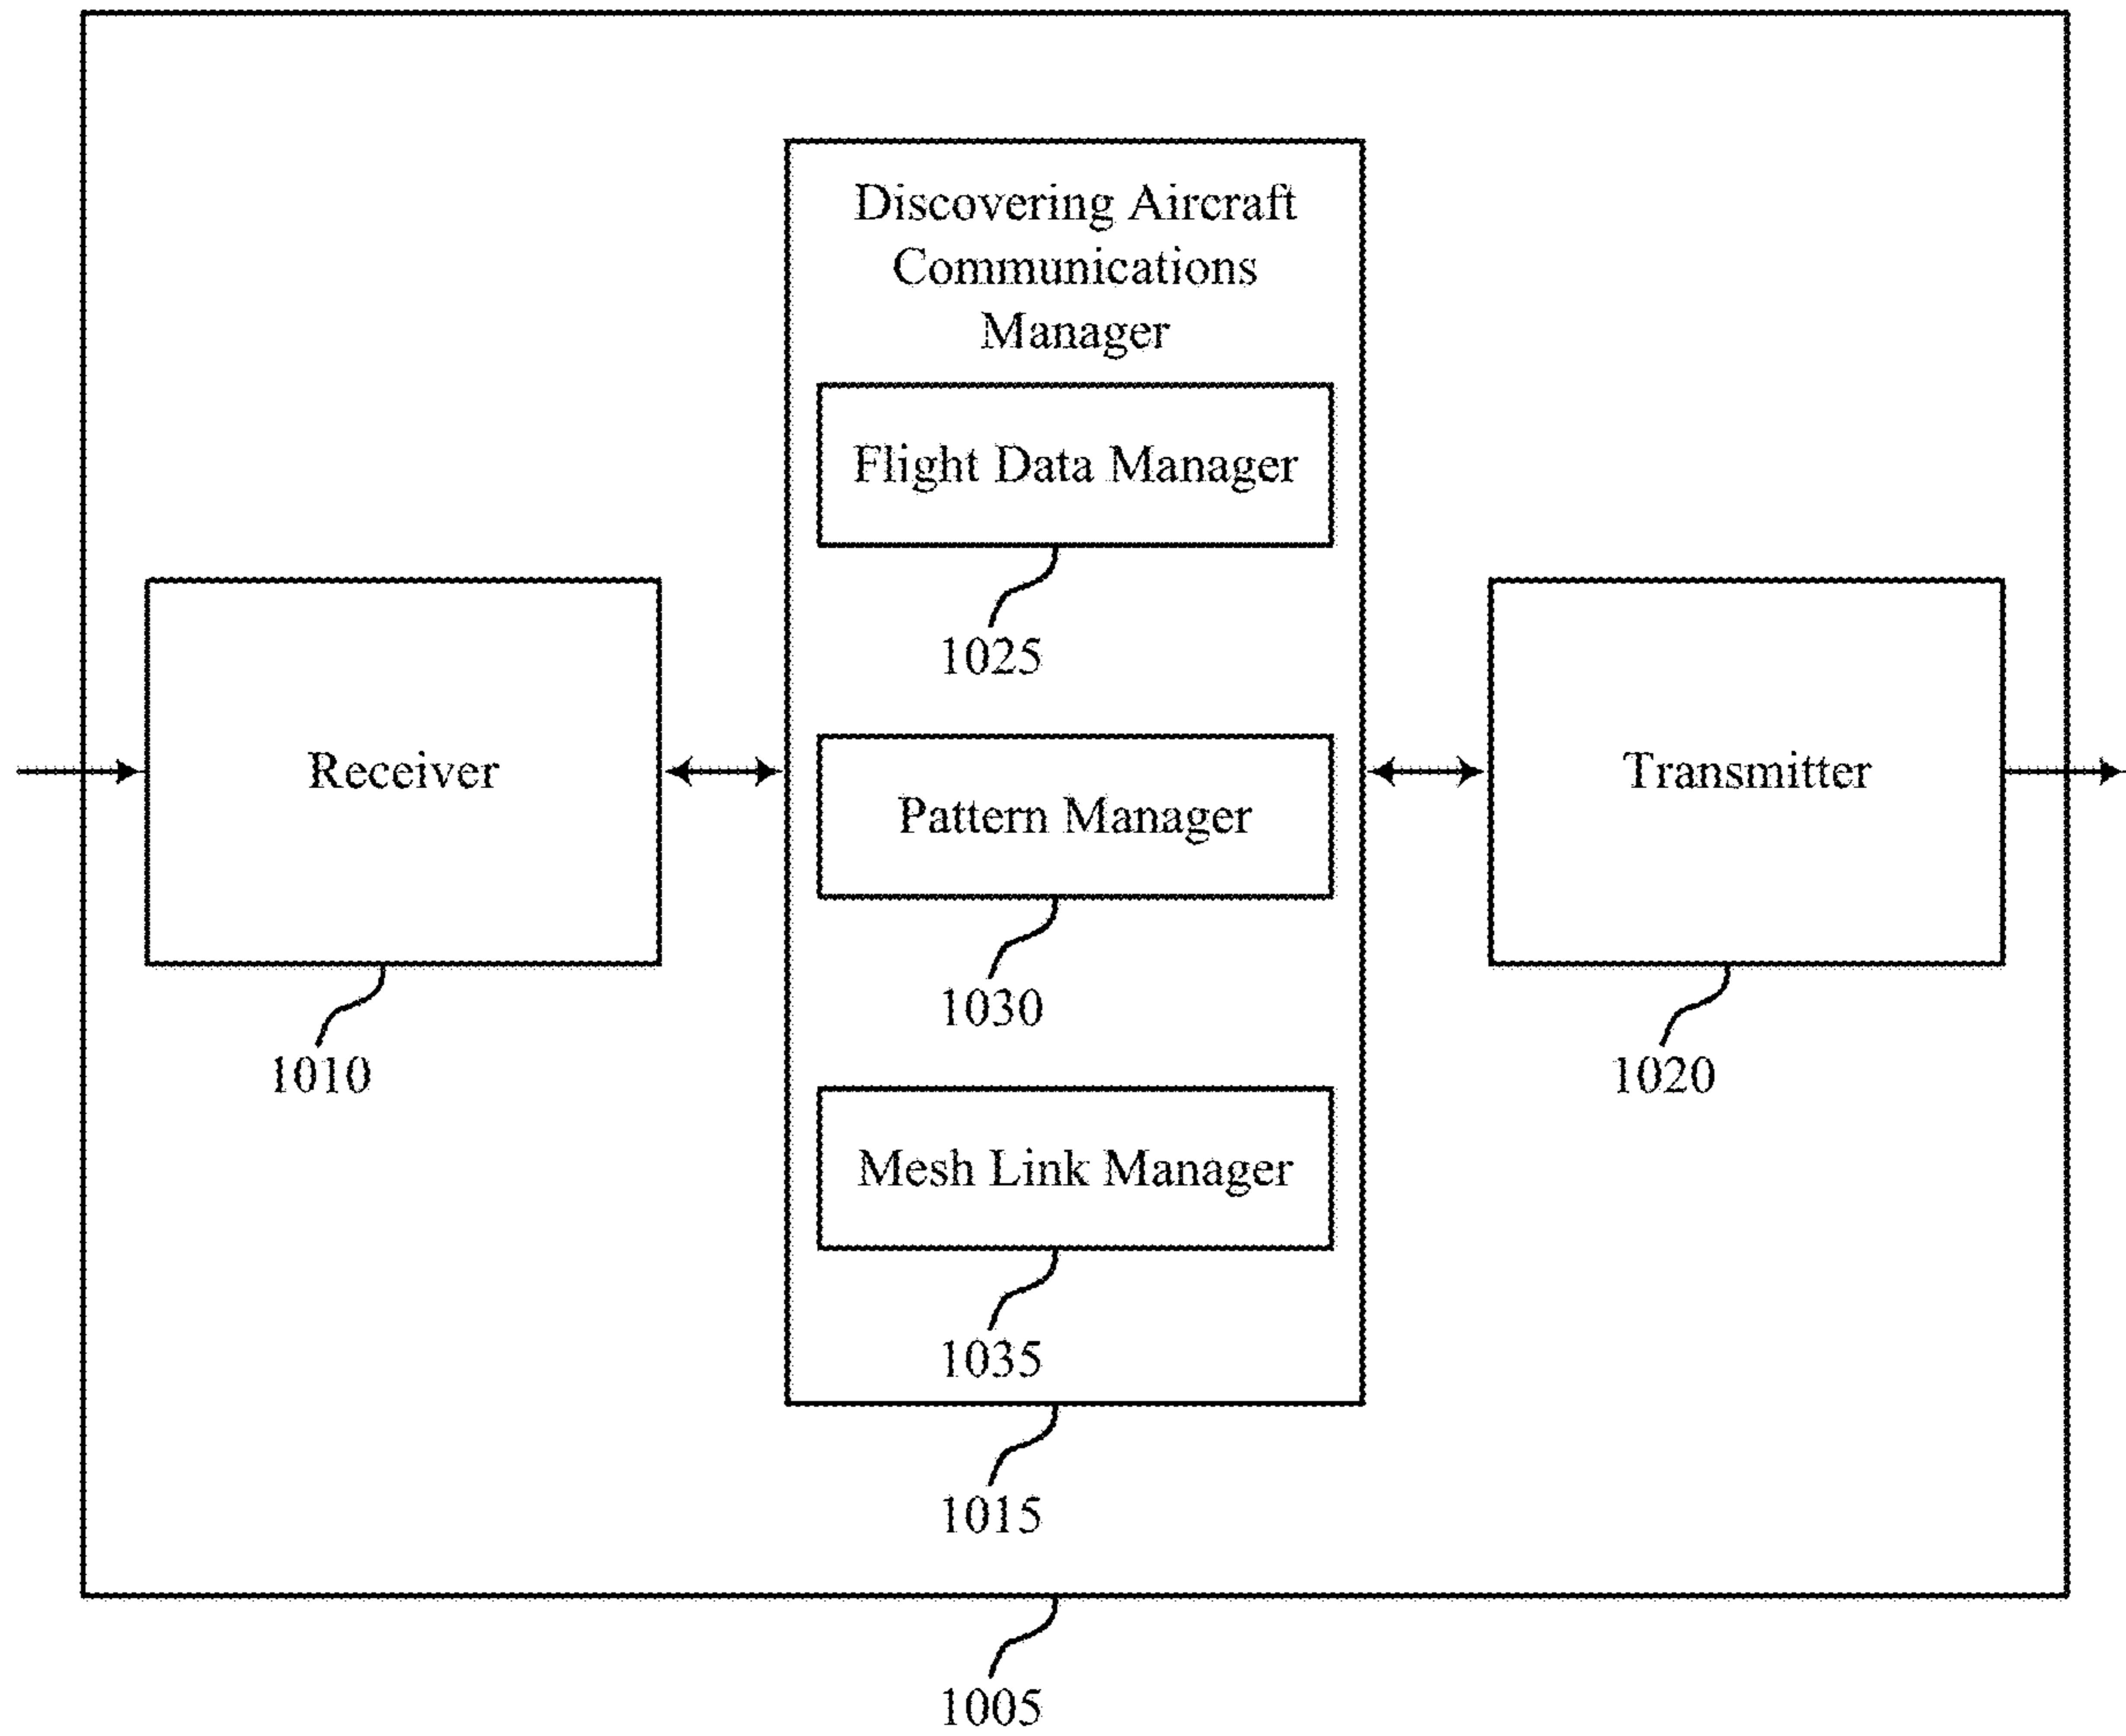 Discovering Aircraft
Communications
Manager
Flight Data Manager
1025
Receiver
1010
Pattern Manager
1030
Transmitter
1020
Mesh Link Manager
1035
1015
1005